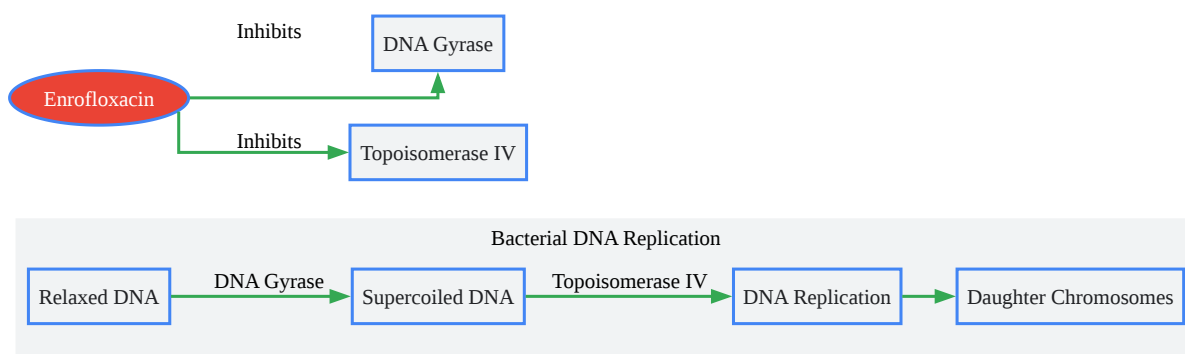 Inhibits
DNA Gyrase
Enrofloxacin
Inhibits
Topoisomerase IV
Bacterial DNA Replication
Relaxed DNA
DNA Gyrase
Supercoiled DNA
Topoisomerase IV
DNA Replication
Daughter Chromosomes